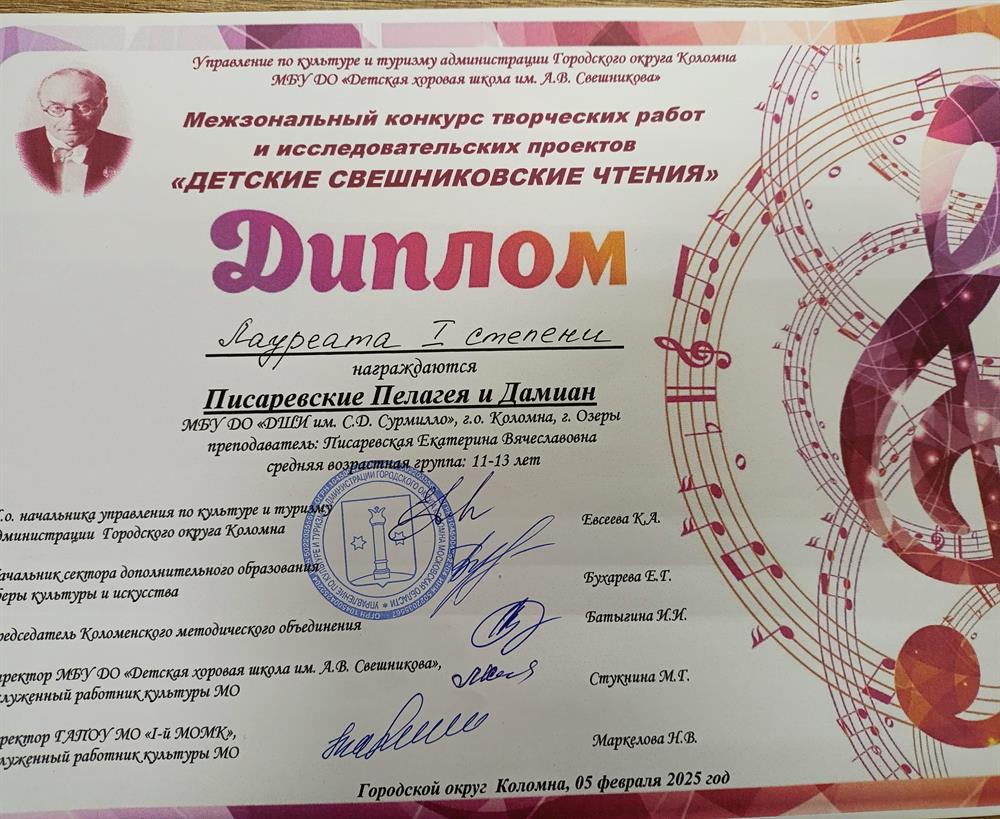 Управление по культуре и туризму администрации Городского округа Коломна
МБУ ДО «Детская хоровая школа им. А.В. Свешникова»
Межзональный конкурс творческих работ
и исследовательских проектов
«ДЕТСКИЕ СВЕШНИКОВСКИЕ ЧТЕНИЯ»
Диплом
Лауреата I степени
награждаются
Писаревские Пелагея и Дамиан
МБУ ДО «ДШИ им. С.Д. Сурмилло», г.о. Коломна, г. Озеры
преподаватель: Писаревская Екатерина Вячеславовна
средняя возрастная группа: 11-13 лет
.о. начальника управления по культуре и туризму
дминистрации Городского округа Коломна
Евсеева К.А.
ачальник сектора дополнительного образования
еры культуры и искусства
Бухарева Е.Г.
редседатель Коломенского методического объединения
Батыгина И.И.
иректор МБУ ДО «Детская хоровая школа им. А.В. Свешникова»,
служенный работник культуры МО
Стукнина М.Г.
ректор ГАПОУ МО «1-й МОМК»,
луженный работник культуры МО
Маркелова Н.В.
Городской округ Коломна, 05 февраля 2025 год